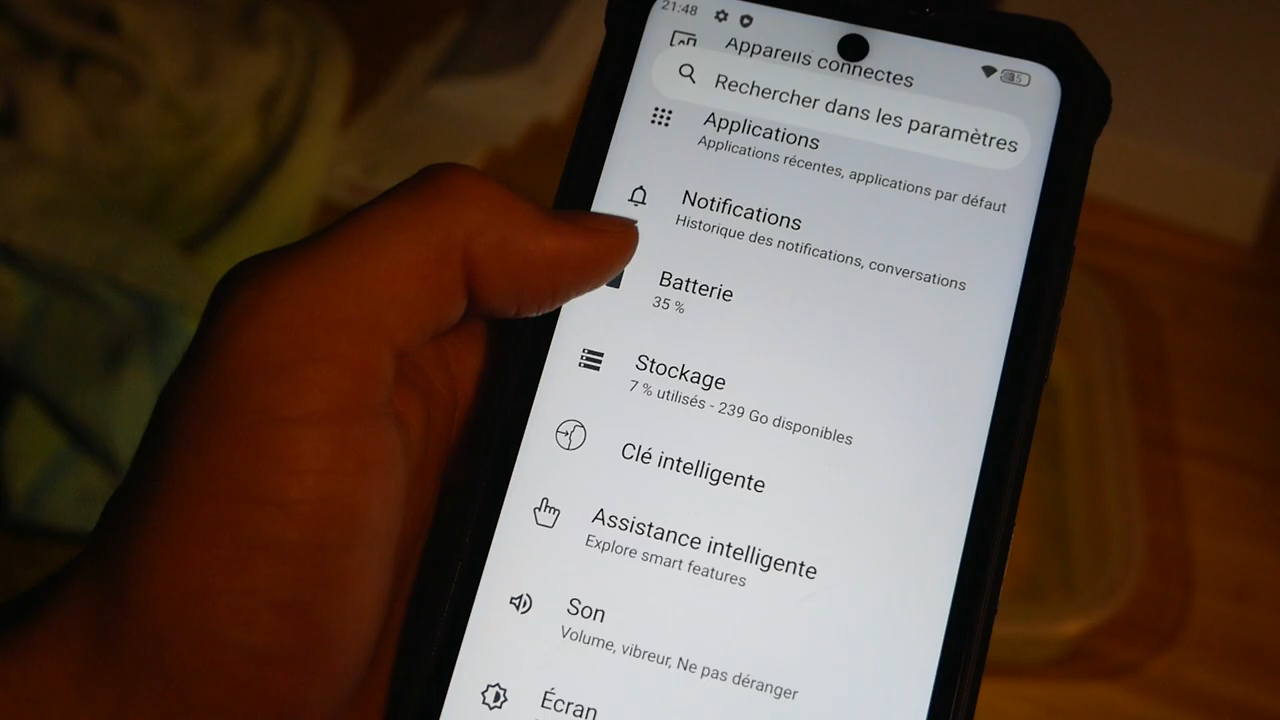 21:48
35
Appareils connectés
Rechercher dans les paramètres
Applications
Applications récentes, applications par défaut
Notifications
Historique des notifications, conversations
Batterie
35 %
Stockage
7 % utilisés - 239 Go disponibles
Clé intelligente
Assistance intelligente
Explore smart features
Son
Volume, vibreur, Ne pas déranger
Écran